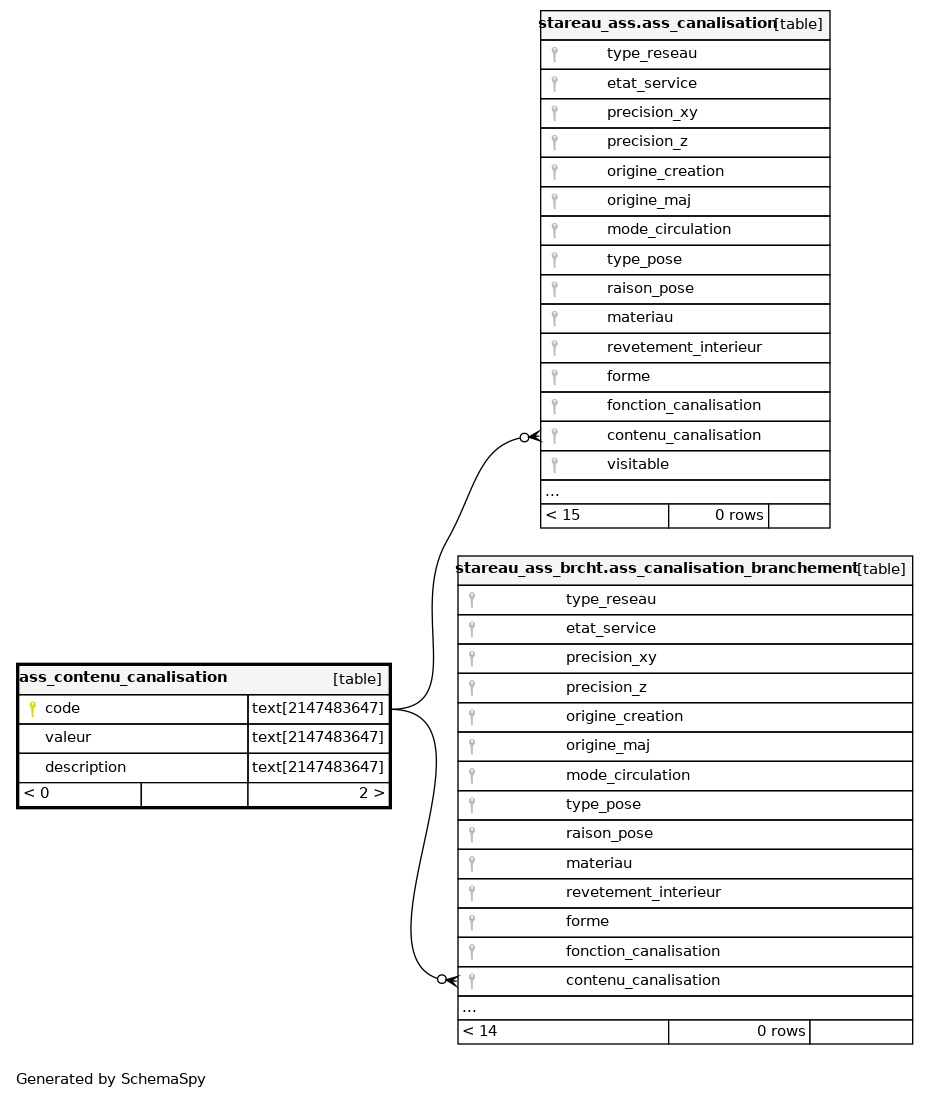 stareau_ass.ass_canalisation [table]
type_reseau
etat_service
precision_xy
precision_z
origine_creation
origine_maj
mode_circulation
type_pose
raison_pose
materiau
revetement_interieur
forme
fonction_canalisation
contenu_canalisation
visitable
...
< 15 0 rows
stareau_ass_brcht.ass_canalisation_branchement [table]
type_reseau
etat_service
precision_xy
precision_z
origine_creation
origine_maj
mode_circulation
type_pose
raison_pose
materiau
revetement_interieur
forme
fonction_canalisation
contenu_canalisation
...
< 14 0 rows
ass_contenu_canalisation [table]
code text[2147483647]
valeur text[2147483647]
description text[2147483647]
< 0 2 >
Generated by SchemaSpy